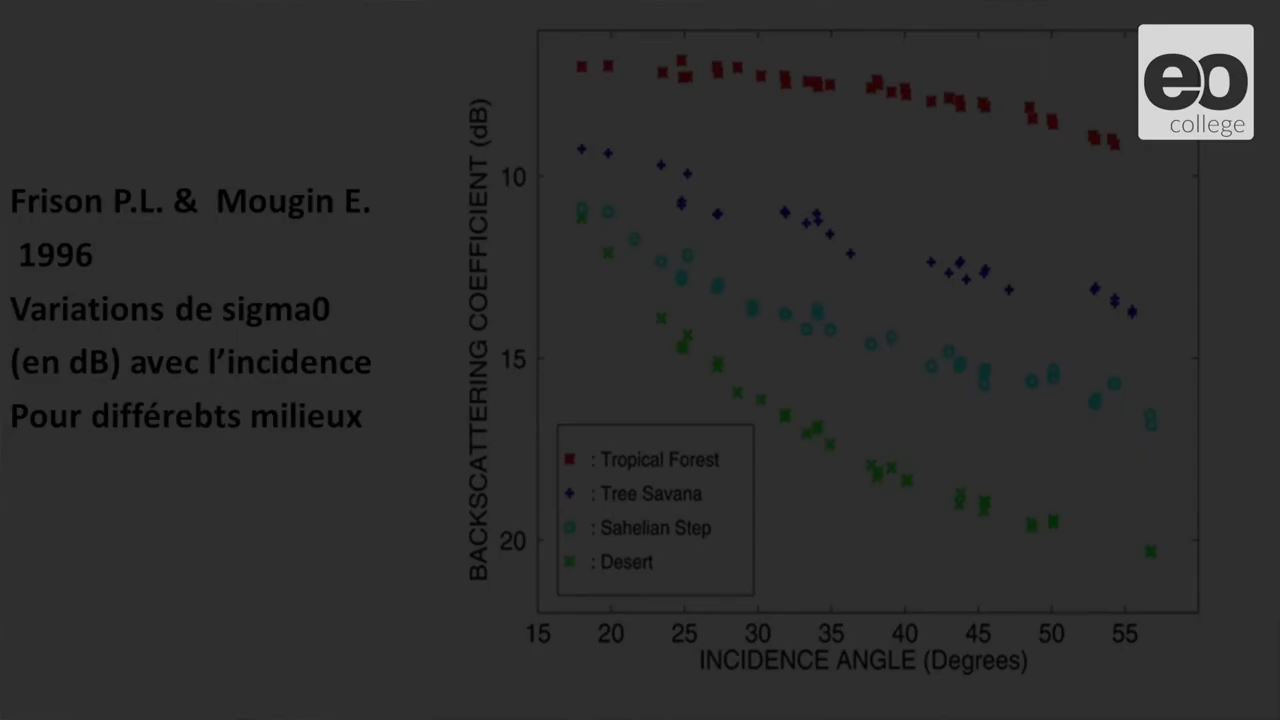 Frison P.L. & Mougin E.
1996
Variations de sigma0
(en dB) avec l'incidence
Pour différebts milieux
BACKSCATTERING COEFFICIENT (dB)
10
15
20
: Tropical Forest
: Tree Savana
: Sahelian Step
: Desert
15 20 25 30 35 40 45 50 55
INCIDENCE ANGLE (Degrees)
eo
college